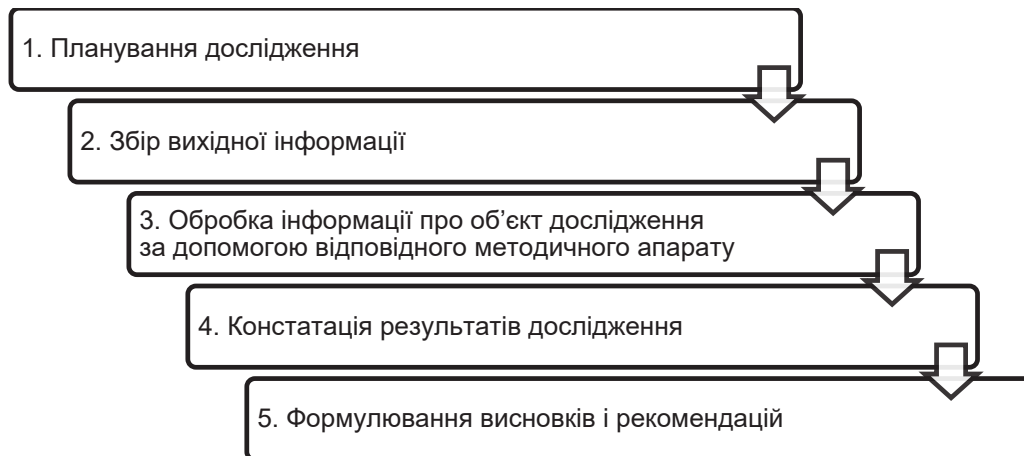 1. Планування дослідження
2. Збір вихідної інформації
3. Обробка інформації про об’єкт дослідження
за допомогою відповідного методичного апарату
4. Констатація результатів дослідження
5. Формулювання висновків і рекомендацій